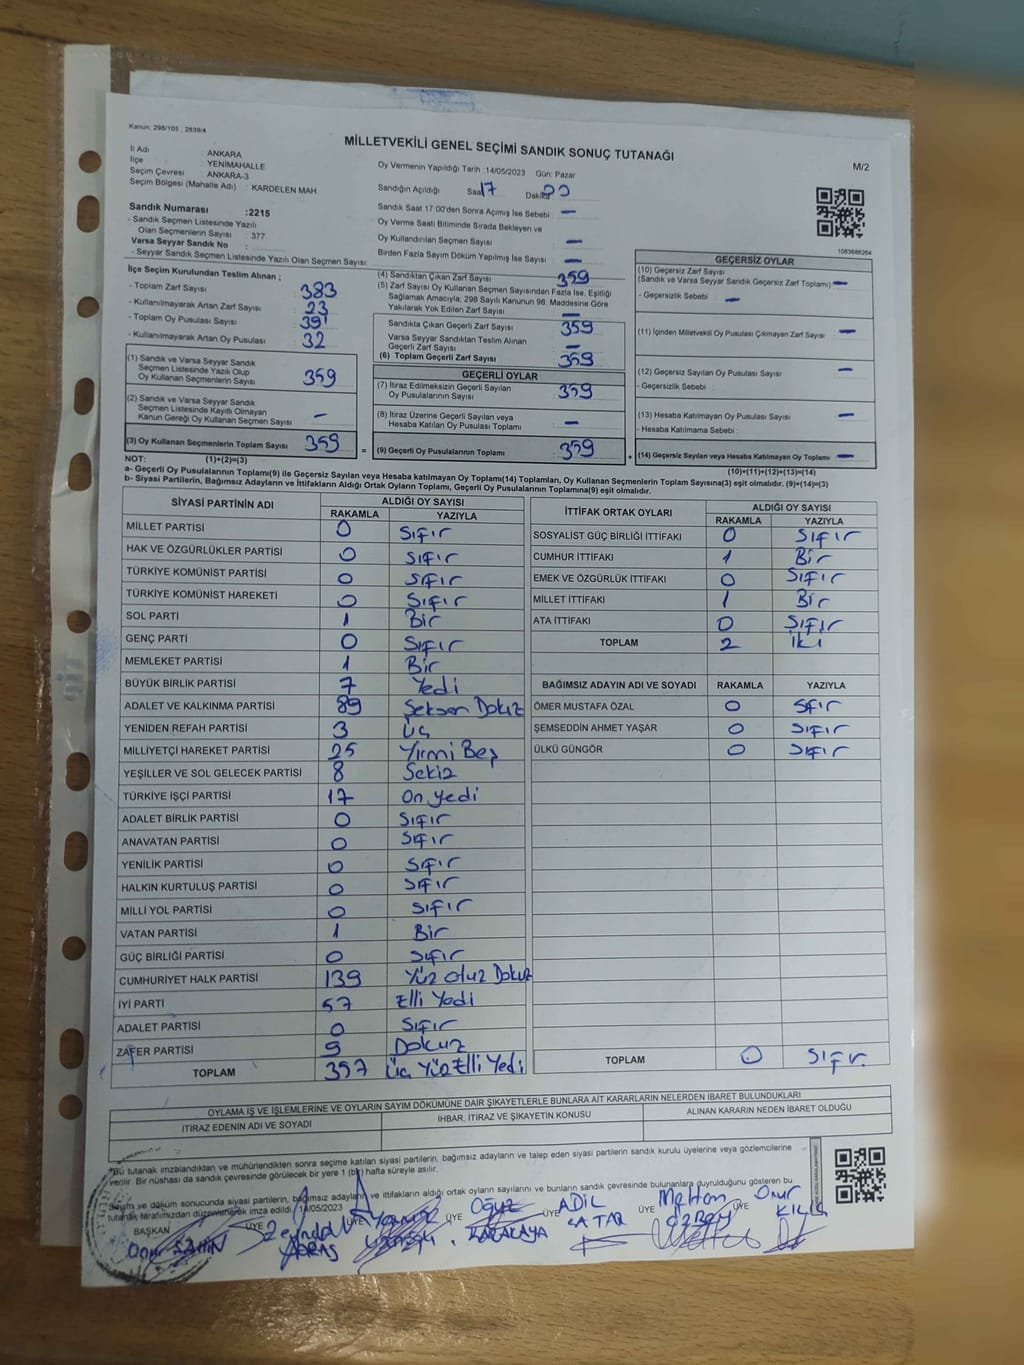 Kanun; 298/105 , 2839/4
MİLLETVEKİLİ GENEL SEÇİMİ SANDIK SONUÇ TUTANAĞI
M/2
İl Adı : ANKARA
İlçe : YENİMAHALLE
Seçim Çevresi : ANKARA-3
Seçim Bölgesi (Mahalle Adı) : KARDELEN MAH
Oy Vermenin Yapıldığı Tarih :14/05/2023 Gün: Pazar
Sandığın Açıldığı Saat 17 Dakika
Sandık Saat 17:00'den Sonra Açımış İse Sebebi : —
Oy Verme Saati Bitiminde Sırada Bekleyen ve
Oy Kullandırılan Seçmen Sayısı : —
Birden Fazla Sayım Döküm Yapılmış İse Sayısı : —
Sandık Numarası :2215
- Sandık Seçmen Listesinde Yazılı
Olan Seçmenlerin Sayısı : 377
Varsa Seyyar Sandık No :
- Seyyar Sandık Seçmen Listesinde Yazılı Olan Seçmen Sayısı:
1083688264
İlçe Seçim Kurulundan Teslim Alınan ;
- Toplam Zarf Sayısı : 383
- Kullanılmayarak Artan Zarf Sayısı : 23
- Toplam Oy Pusulası Sayısı : 391
- Kullanılmayarak Artan Oy Pusulası : 32
(1) Sandık ve Varsa Seyyar Sandık
Seçmen Listesinde Yazılı Olup
Oy Kullanan Seçmenlerin Sayısı : 359
(2) Sandık ve Varsa Seyyar Sandık
Seçmen Listesinde Kayıtlı Olmayan
Kanun Gereği Oy Kullanan Seçmen Sayısı : —
(3) Oy Kullanan Seçmenlerin Toplam Sayısı : 359
(4) Sandıktan Çıkan Zarf Sayısı : 359
(5) Zarf Sayısı Oy Kullanan Seçmen Sayısından Fazla İse, Eşitliği
Sağlamak Amacıyla; 298 Sayılı Kanunun 98. Maddesine Göre
Yakılarak Yok Edilen Zarf Sayısı : —
Sandıkta Çıkan Geçerli Zarf Sayısı : 359
Varsa Seyyar Sandıktan Teslim Alınan
Geçerli Zarf Sayısı : —
(6) Toplam Geçerli Zarf Sayısı : 359
GEÇERLİ OYLAR
(7) İtiraz Edilmeksizin Geçerli Sayılan
Oy Pusulalarının Sayısı : 359
(8) İtiraz Üzerine Geçerli Sayılan veya
Hesaba Katılan Oy Pusulası Toplamı : —
= (9) Geçerli Oy Pusulalarının Toplamı : 359
GEÇERSİZ OYLAR
(10) Geçersiz Zarf Sayısı
(Sandık ve Varsa Seyyar Sandık Geçersiz Zarf Toplamı) : —
- Geçersizlik Sebebi : —
(11) İçinden Milletvekili Oy Pusulası Çıkmayan Zarf Sayısı : —
(12) Geçersiz Sayılan Oy Pusulası Sayısı : —
- Geçersizlik Sebebi :
(13) Hesaba Katılmayan Oy Pusulası Sayısı : —
- Hesaba Katılmama Sebebi :
+ (14) Geçersiz Sayılan veya Hesaba Katılmayan Oy Toplamı : —
NOT: (1)+(2)=(3)
(10)+(11)+(12)+(13)=(14)
a- Geçerli Oy Pusulalarının Toplamı(9) ile Geçersiz Sayılan veya Hesaba katılmayan Oy Toplamı(14) Toplamları, Oy Kullanan Seçmenlerin Toplam Sayısına(3) eşit olmalıdır. (9)+(14)=(3)
b- Siyasi Partilerin, Bağımsız Adayların ve İttifakların Aldığı Ortak Oyların Toplamı, Geçerli Oy Pusulalarının Toplamına(9) eşit olmalıdır.
SİYASİ PARTİNİN ADI ALDIĞI OY SAYISI
RAKAMLA YAZIYLA
MİLLET PARTİSİ 0 Sıfır
HAK VE ÖZGÜRLÜKLER PARTİSİ 0 Sıfır
TÜRKİYE KOMÜNİST PARTİSİ 0 Sıfır
TÜRKİYE KOMÜNİST HAREKETİ 0 Sıfır
SOL PARTİ 1 Bir
GENÇ PARTİ 0 Sıfır
MEMLEKET PARTİSİ 1 Bir
BÜYÜK BİRLİK PARTİSİ 7 Yedi
ADALET VE KALKINMA PARTİSİ 89 Seksen Dokuz
YENİDEN REFAH PARTİSİ 3 üç
MİLLİYETÇİ HAREKET PARTİSİ 25 Yirmi Beş
YEŞİLLER VE SOL GELECEK PARTİSİ 8 Sekiz
TÜRKİYE İŞÇİ PARTİSİ 17 On yedi
ADALET BİRLİK PARTİSİ 0 Sıfır
ANAVATAN PARTİSİ 0 Sıfır
YENİLİK PARTİSİ 0 Sıfır
HALKIN KURTULUŞ PARTİSİ 0 Sıfır
MİLLİ YOL PARTİSİ 0 Sıfır
VATAN PARTİSİ 1 Bir
GÜÇ BİRLİĞİ PARTİSİ 0 Sıfır
CUMHURİYET HALK PARTİSİ 139 Yüz otuz Dokuz
İYİ PARTİ 57 Elli Yedi
ADALET PARTİSİ 0 Sıfır
ZAFER PARTİSİ 9 Dokuz
TOPLAM 357 Üç Yüz Elli Yedi
İTTİFAK ORTAK OYLARI ALDIĞI OY SAYISI
RAKAMLA YAZIYLA
SOSYALİST GÜÇ BİRLİĞİ İTTİFAKI 0 Sıfır
CUMHUR İTTİFAKI 1 Bir
EMEK VE ÖZGÜRLÜK İTTİFAKI 0 Sıfır
MİLLET İTTİFAKI 1 Bir
ATA İTTİFAKI 0 Sıfır
TOPLAM 2 İki
BAĞIMSIZ ADAYIN ADI VE SOYADI RAKAMLA YAZIYLA
ÖMER MUSTAFA ÖZAL 0 Sıfır
ŞEMSEDDİN AHMET YAŞAR 0 Sıfır
ÜLKÜ GÜNGÖR 0 Sıfır
TOPLAM 0 Sıfır.
OYLAMA İŞ VE İŞLEMLERİNE VE OYLARIN SAYIM DÖKÜMÜNE DAİR ŞİKAYETLERLE BUNLARA AİT KARARLARIN NELERDEN İBARET BULUNDUKLARI
İTİRAZ EDENİN ADI VE SOYADI İHBAR, İTİRAZ VE ŞİKAYETİN KONUSU ALINAN KARARIN NEDEN İBARET OLDUĞU
*Bu tutanak imzalandıktan ve mühürlendikten sonra seçime katılan siyasi partilerin, bağımsız adayların ve talep eden siyasi partilerin sandık kurulu üyelerine veya gözlemcilerine
verilir. Bir nüshası da sandık çevresinde görülecek bir yere 1 (bir) hafta süreyle asılır.
Sayım ve döküm sonucunda siyasi partilerin, bağımsız adayların ve ittifakların aldığı ortak oyların sayılarını ve bunların sandık çevresinde bulunanlara duyrulduğunu gösteren bu
tutanak tarafımızdan düzenlenerek imza edildi. 14/05/2023
BAŞKAN ÜYE ÜYE ÜYE ÜYE ÜYE ÜYE
Onur ŞAHİN
ARAS
Oğuz KARAKAYA
ADİL SATAR
Onur KILIÇ